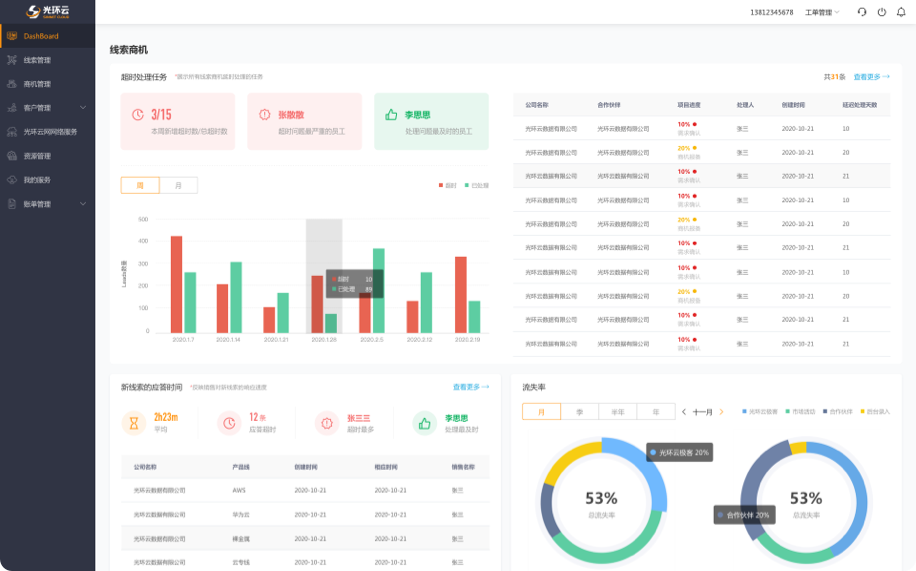 光环云
13812345678 工单管理
DashBoard
线索管理
商机管理
客户管理
光环云网网络服务
资源管理
我的服务
账单管理
线索商机
超时处理任务 *展示所有线索商机超时处理的任务
共31条 查看更多
3/15
本周新增超时数/总超时数
张散散
超时问题最严重的员工
李思思
处理问题最及时的员工
周 月
超时 已处理
Leads数量
500
400
300
200
100
0
超时 10
已处理
2020.1.7 2020.1.14 2020.1.21 2020.1.28 2020.2.5 2020.2.12 2020.2.19
公司名称 合作伙伴 项目进度 处理人 创建时间 延迟处理天数
光环云数据有限公司 光环云数据有限公司 10% 需求确认 张三 2020-10-21 10
光环云数据有限公司 光环云数据有限公司 20% 商机报备 张三 2020-10-21 20
光环云数据有限公司 光环云数据有限公司 10% 需求确认 张三 2020-10-21 21
光环云数据有限公司 光环云数据有限公司 10% 需求确认 张三 2020-10-21 10
光环云数据有限公司 光环云数据有限公司 20% 商机报备 张三 2020-10-21 20
光环云数据有限公司 光环云数据有限公司 10% 需求确认 张三 2020-10-21 21
光环云数据有限公司 光环云数据有限公司 10% 需求确认 张三 2020-10-21 10
光环云数据有限公司 光环云数据有限公司 20% 商机报备 张三 2020-10-21 20
光环云数据有限公司 光环云数据有限公司 10% 需求确认 张三 2020-10-21 21
光环云数据有限公司 光环云数据有限公司 10% 需求确认 张三 2020-10-21 21
新线索的应答时间 *反映销售对新线索的响应速度
查看更多
2h23m
平均
12 条
应答超时
张三三
超时最多
李思思
处理最及时
公司名称 产品线 创建时间 相应时间 销售名称
光环云数据有限公司 AWS 2020-10-21 2020-10-21 张三
光环云数据有限公司 华为云 2020-10-21 2020-10-21 张三
光环云数据有限公司 裸金属 2020-10-21 2020-10-21 张三
光环云数据有限公司 云专线 2020-10-21 2020-10-21 张三
流失率
月 季 半年 年
十一月
光环云极客 市场活动 合作伙伴 后台录入
光环云极客 20%
53%
总流失率
合作伙伴 20%
53%
总流失率